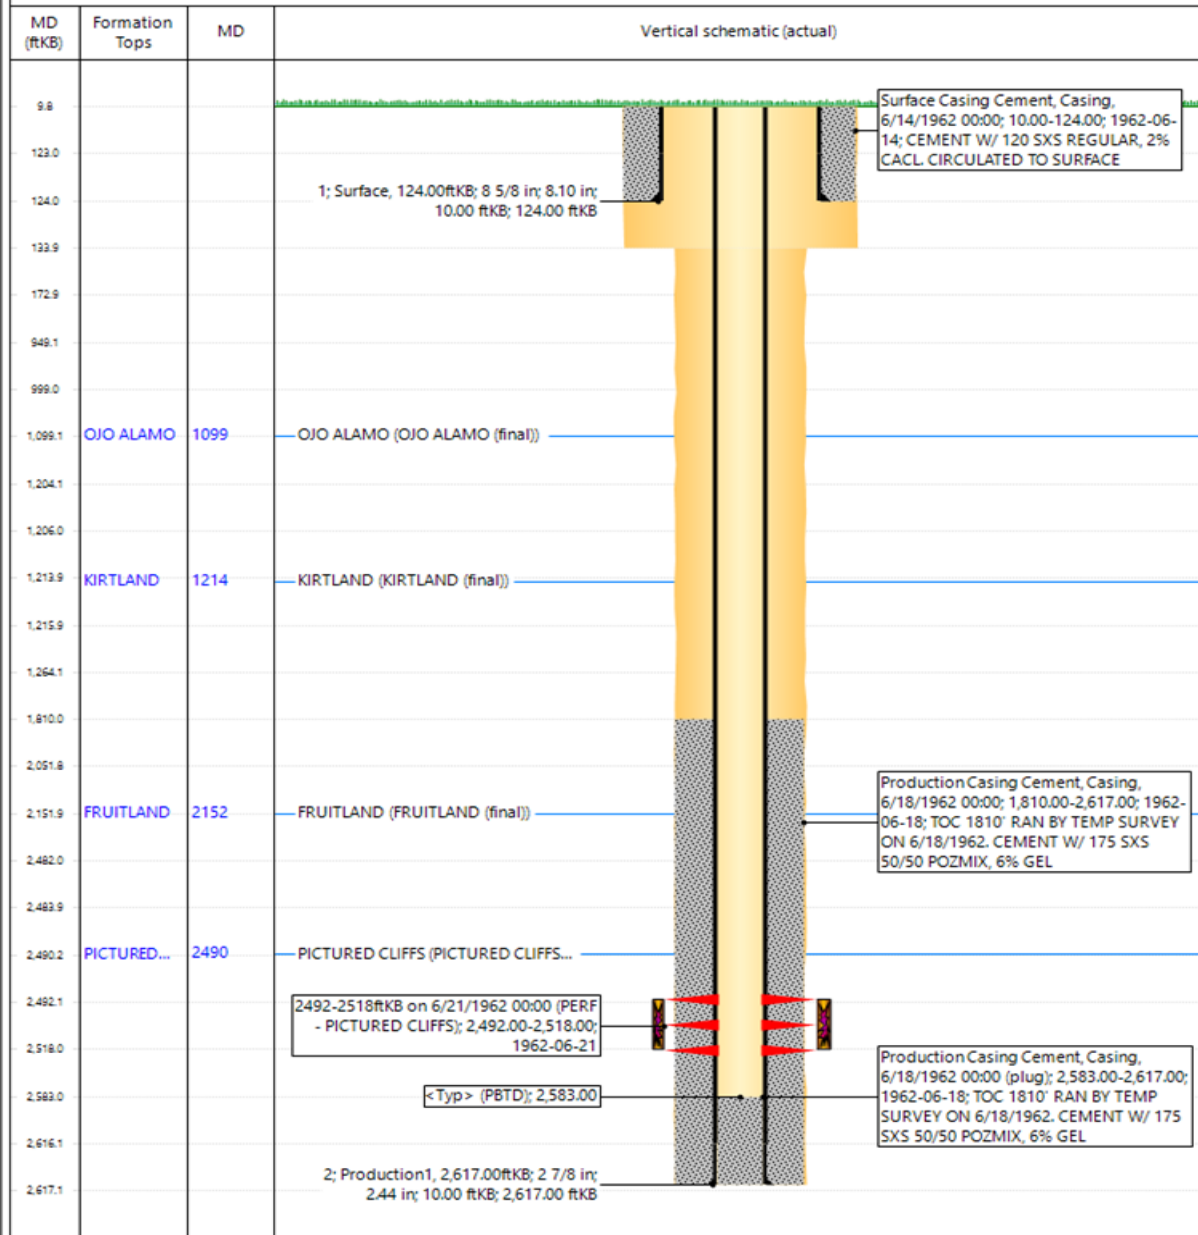 MD
(ftKB)
Formation
Tops
MD
Vertical schematic (actual)
9.8
Surface Casing Cement, Casing,
6/14/1962 00:00; 10.00-124.00; 1962-06-
14; CEMENT W/ 120 SXS REGULAR, 2%
CACL. CIRCULATED TO SURFACE
123.0
1; Surface, 124.00ftKB; 8 5/8 in; 8.10 in;
10.00 ftKB; 124.00 ftKB
124.0
133.9
172.9
949.1
999.0
1,099.1
OJO ALAMO
1099
OJO ALAMO (OJO ALAMO (final))
1,204.1
1,206.0
1,213.9
KIRTLAND
1214
KIRTLAND (KIRTLAND (final))
1,215.9
1,264.1
1,810.0
2,051.8
Production Casing Cement, Casing,
6/18/1962 00:00; 1,810.00-2,617.00; 1962-
06-18; TOC 1810' RAN BY TEMP SURVEY
ON 6/18/1962. CEMENT W/ 175 SXS
50/50 POZMIX, 6% GEL
2,151.9
FRUITLAND
2152
FRUITLAND (FRUITLAND (final))
2,482.0
2,483.9
2,490.2
PICTURED...
2490
PICTURED CLIFFS (PICTURED CLIFFS...
2,492.1
2492-2518ftKB on 6/21/1962 00:00 (PERF
- PICTURED CLIFFS); 2,492.00-2,518.00;
1962-06-21
2,518.0
Production Casing Cement, Casing,
6/18/1962 00:00 (plug); 2,583.00-2,617.00;
1962-06-18; TOC 1810' RAN BY TEMP
SURVEY ON 6/18/1962. CEMENT W/ 175
SXS 50/50 POZMIX, 6% GEL
2,583.0
<Typ> (PBTD); 2,583.00
2,616.1
2; Production1, 2,617.00ftKB; 2 7/8 in;
2.44 in; 10.00 ftKB; 2,617.00 ftKB
2,617.1